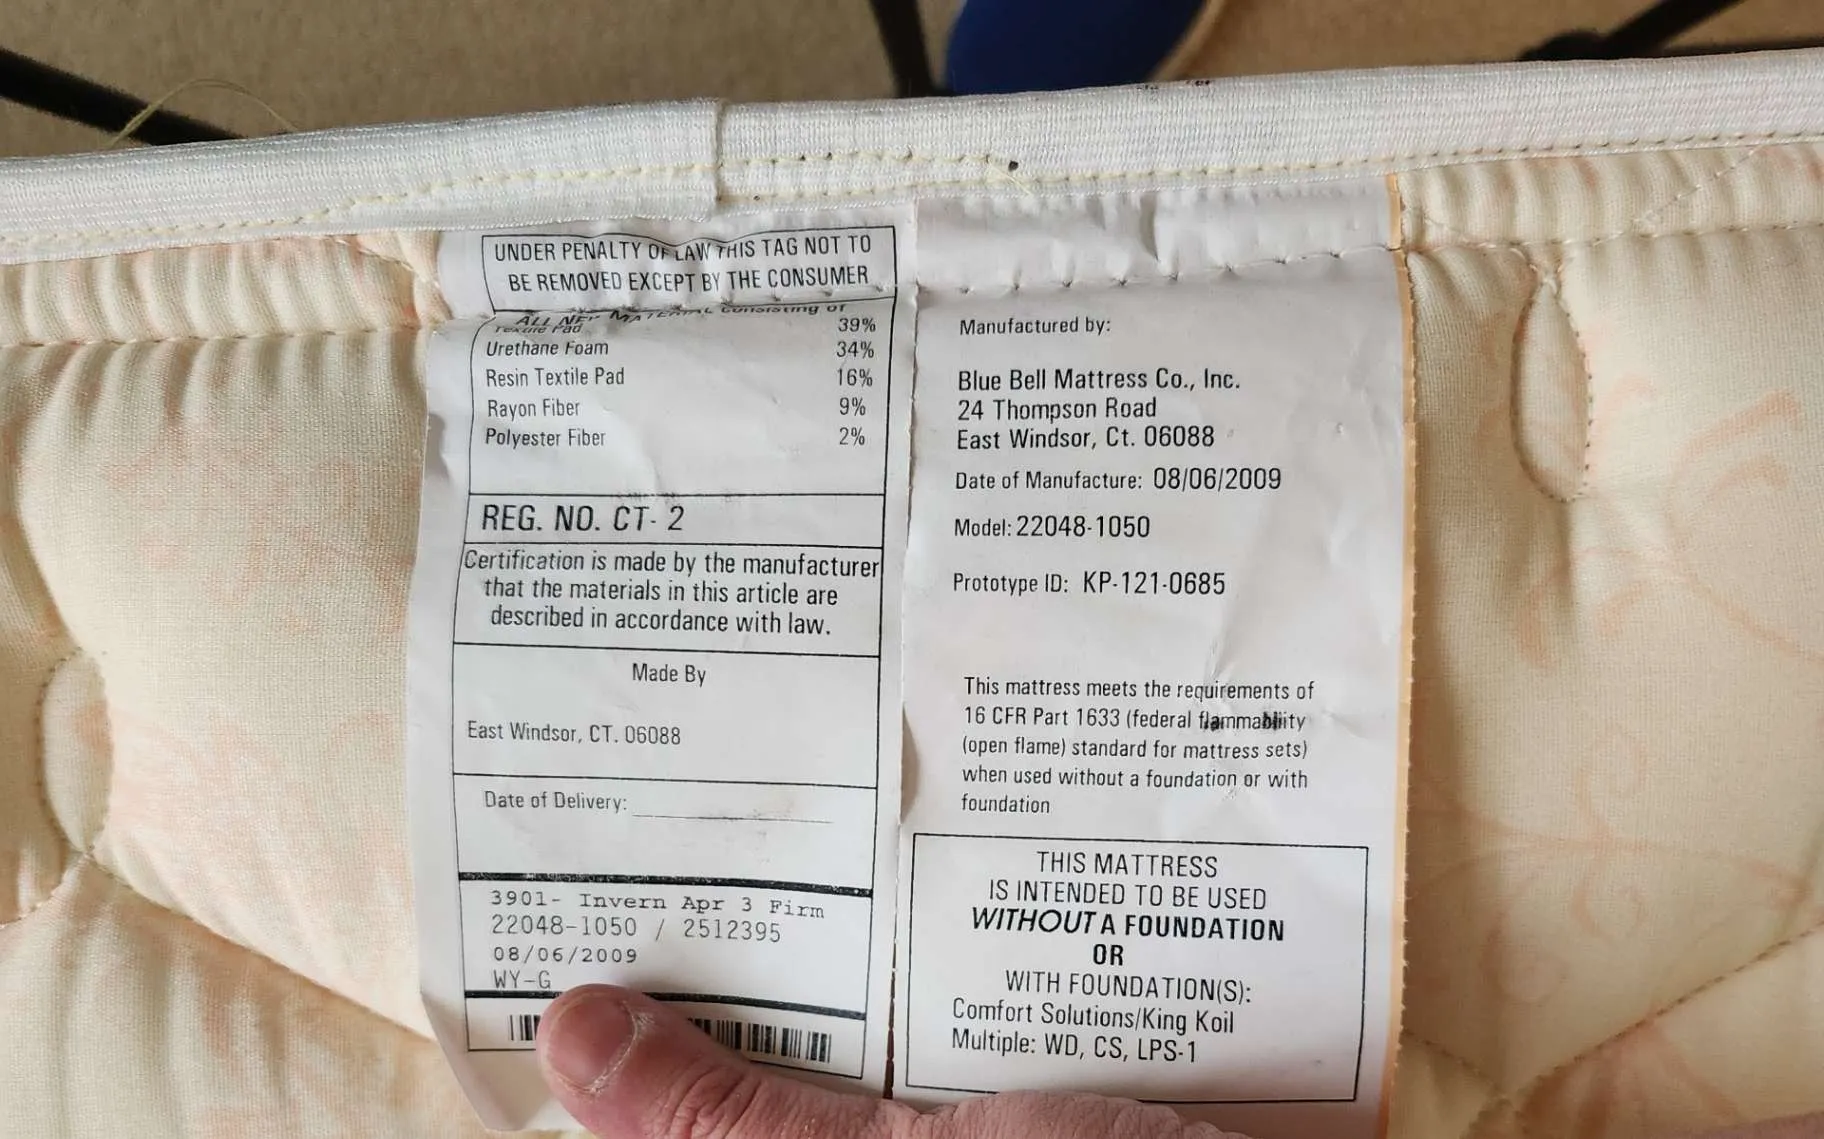 UNDER PENALTY OF LAW THIS TAG NOT TO
BE REMOVED EXCEPT BY THE CONSUMER
ALL NEW MATERIAL consisting of
Textile Pad 39%
Urethane Foam 34%
Resin Textile Pad 16%
Rayon Fiber 9%
Polyester Fiber 2%
REG. NO. CT- 2
Certification is made by the manufacturer
that the materials in this article are
described in accordance with law.
Made By
East Windsor, CT. 06088
Date of Delivery:
3901- Invern Apr 3 Firm
22048-1050 / 2512395
08/06/2009
WY-G
Manufactured by:
Blue Bell Mattress Co., Inc.
24 Thompson Road
East Windsor, Ct. 06088
Date of Manufacture: 08/06/2009
Model: 22048-1050
Prototype ID: KP-121-0685
This mattress meets the requirements of
16 CFR Part 1633 (federal flammability
(open flame) standard for mattress sets)
when used without a foundation or with
foundation
THIS MATTRESS
IS INTENDED TO BE USED
WITHOUT A FOUNDATION
OR
WITH FOUNDATION(S):
Comfort Solutions/King Koil
Multiple: WD, CS, LPS-1